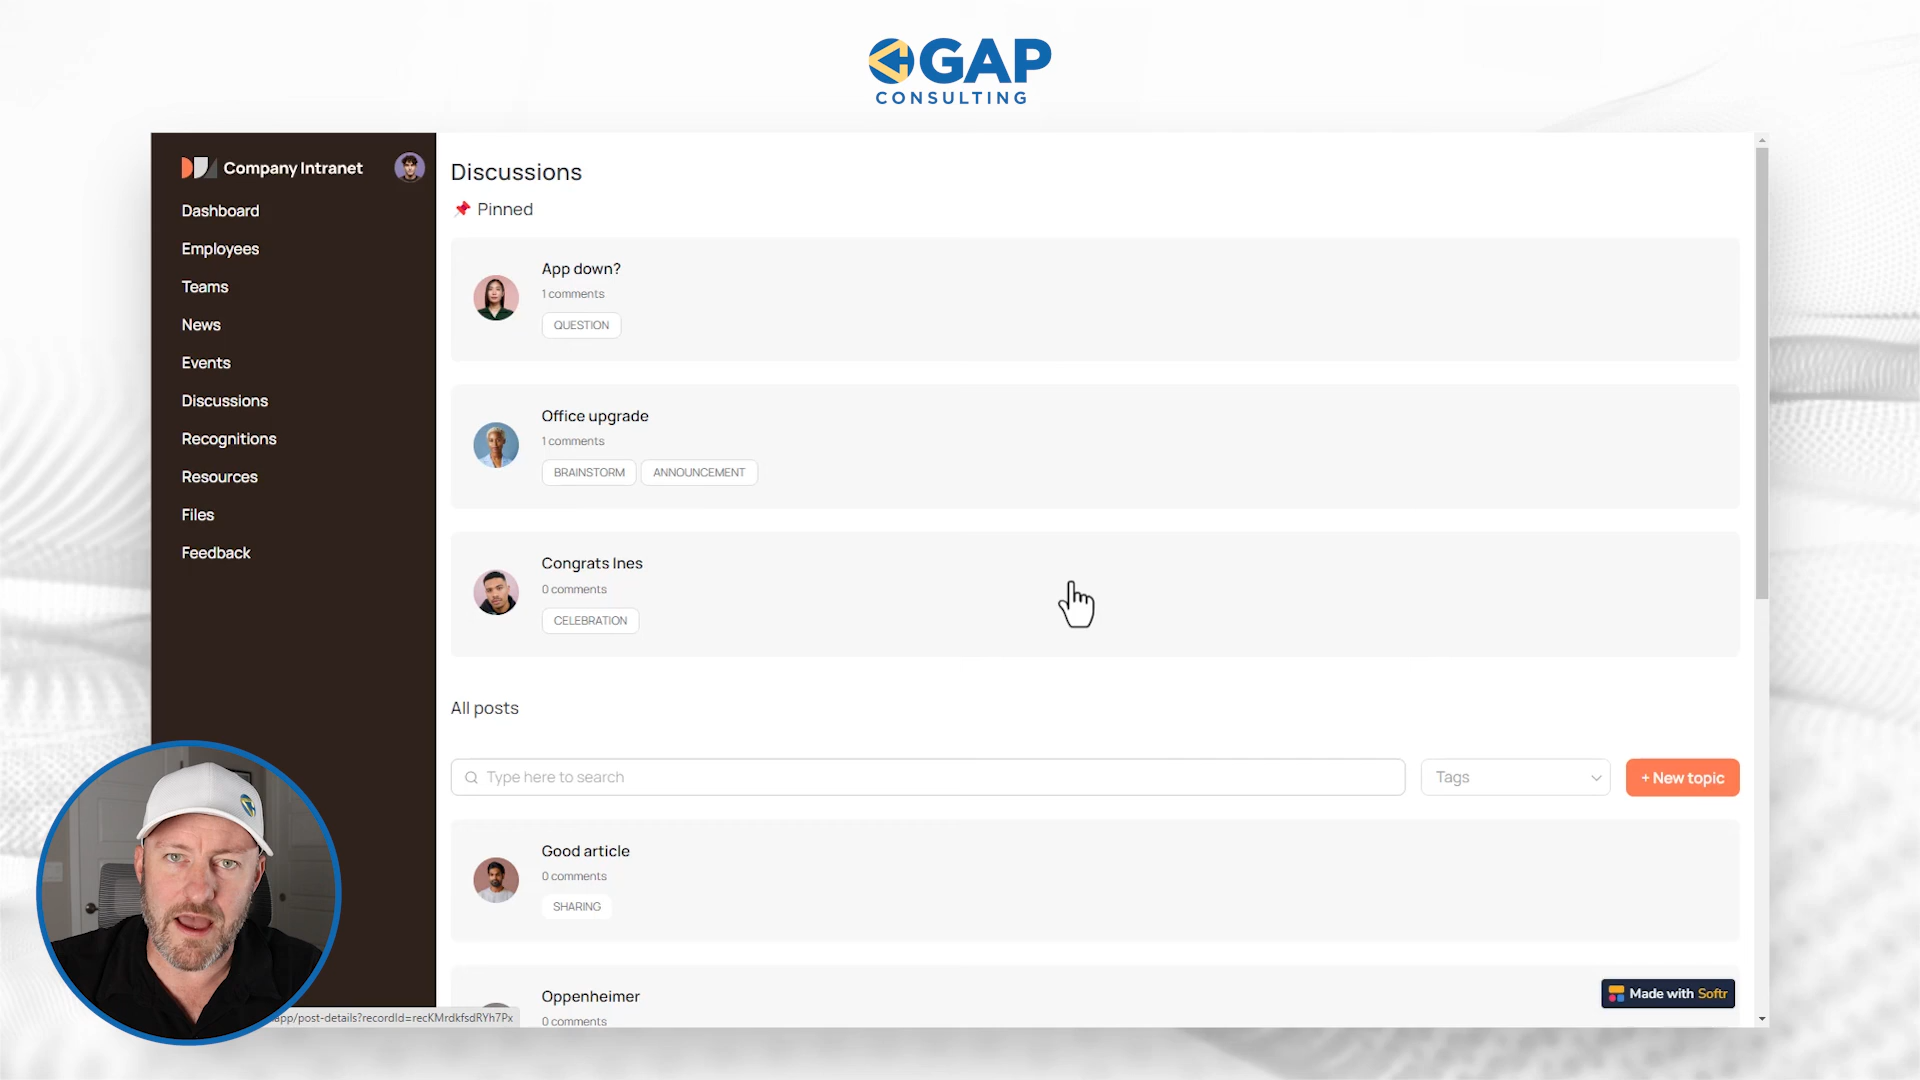 GAP
CONSULTING
Company Intranet
Dashboard
Employees
Teams
News
Events
Discussions
Recognitions
Resources
Files
Feedback
Discussions
📌 Pinned
App down?
1 comments
QUESTION
Office upgrade
1 comments
BRAINSTORM ANNOUNCEMENT
Congrats Ines
0 comments
CELEBRATION
All posts
Type here to search Tags + New topic
Good article
0 comments
SHARING
Oppenheimer
0 comments
Made with Softr
app/post-details?recordId=recKMrdkfsdRYh7Px